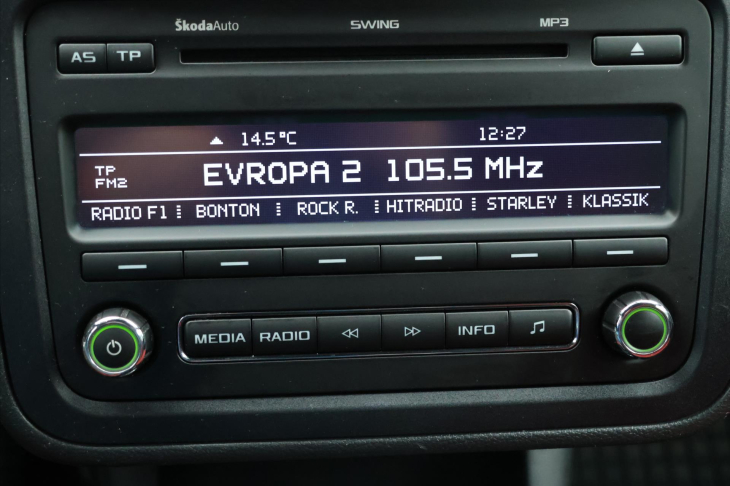 ŠkodaAuto SWING MP3
AS TP
14.5°C 12:27
TP
FM2
EVROPA 2 105.5 MHz
RADIO F1 BONTON ROCK R. HITRADIO STARLEY KLASSIK
MEDIA RADIO INFO